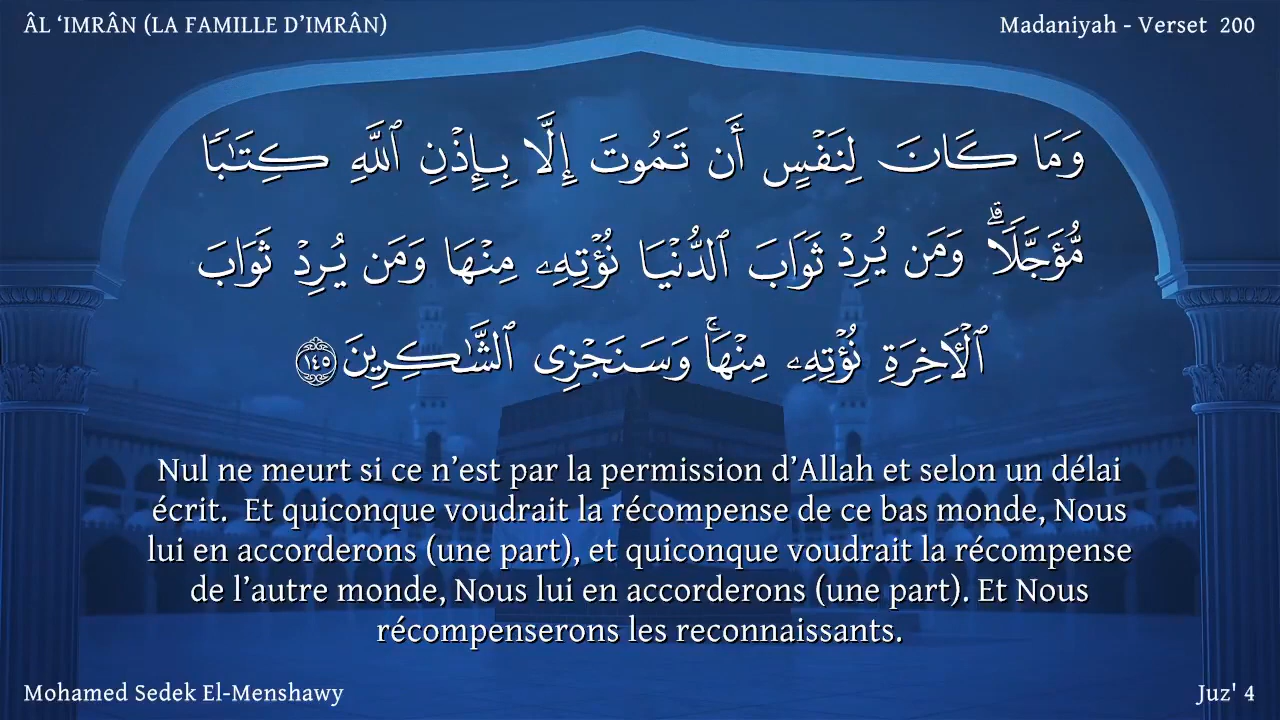 ÂL ‘IMRÂN (LA FAMILLE D’IMRÂN)
Madaniyah - Verset 200
وَمَا كَانَ لِنَفْسٍ أَن تَمُوتَ إِلَّا بِإِذْنِ ٱللَّهِ كِتَـٰبًا
مُّؤَجَّلًا ۗ وَمَن يُرِدْ ثَوَابَ ٱلدُّنْيَا نُؤْتِهِۦ مِنْهَا وَمَن يُرِدْ ثَوَابَ
ٱلْـَٔاخِرَةِ نُؤْتِهِۦ مِنْهَا ۚ وَسَنَجْزِى ٱلشَّـٰكِرِينَ ١٤٥
Nul ne meurt si ce n’est par la permission d’Allah et selon un délai
écrit. Et quiconque voudrait la récompense de ce bas monde, Nous
lui en accorderons (une part), et quiconque voudrait la récompense
de l’autre monde, Nous lui en accorderons (une part). Et Nous
récompenserons les reconnaissants.
Mohamed Sedek El-Menshawy
Juz' 4